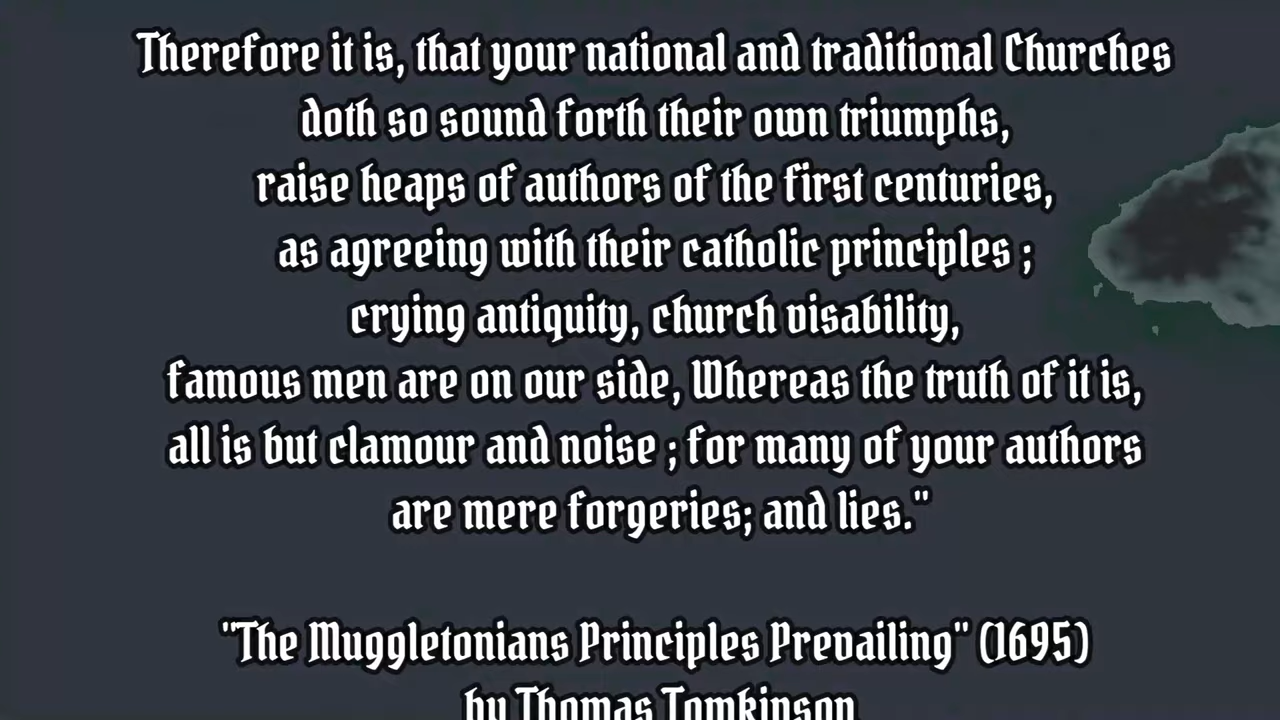 Therefore it is, that your national and traditional Churches
doth so sound forth their own triumphs,
raise heaps of authors of the first centuries,
as agreeing with their catholic principles ;
crying antiquity, church visability,
famous men are on our side, Whereas the truth of it is,
all is but clamour and noise ; for many of your authors
are mere forgeries; and lies."
"The Muggletonians Principles Prevailing" (1695)
by Thomas Tomkinson